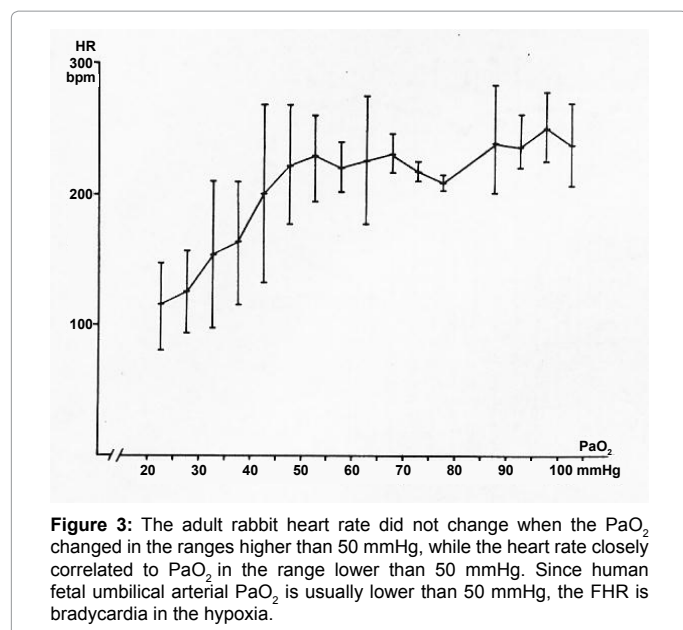 HR
300
bpm
200
100
PaO₂
20 30 40 50 60 70 80 90 100 mmHg
Figure 3: The adult rabbit heart rate did not change when the PaO₂
changed in the ranges higher than 50 mmHg, while the heart rate closely
correlated to PaO₂ in the range lower than 50 mmHg. Since human
fetal umbilical arterial PaO₂ is usually lower than 50 mmHg, the FHR is
bradycardia in the hypoxia.